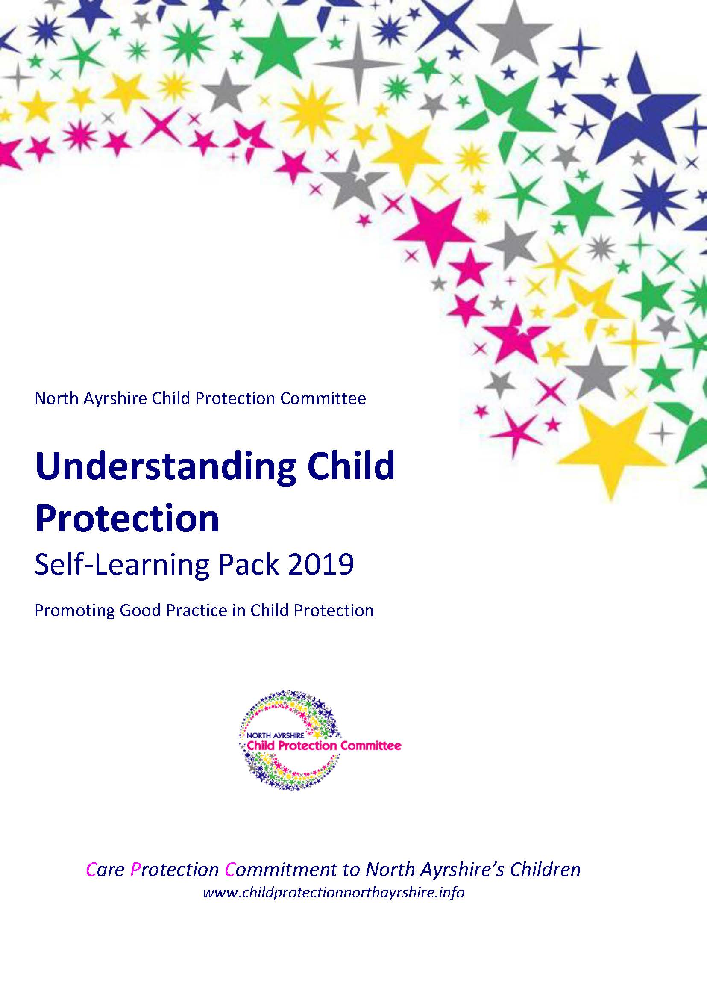 North Ayrshire Child Protection Committee
Understanding Child
Protection
Self-Learning Pack 2019
Promoting Good Practice in Child Protection
NORTH AYRSHIRE
Child Protection Committee
Care Protection Commitment to North Ayrshire’s Children
www.childprotectionnorthayrshire.info